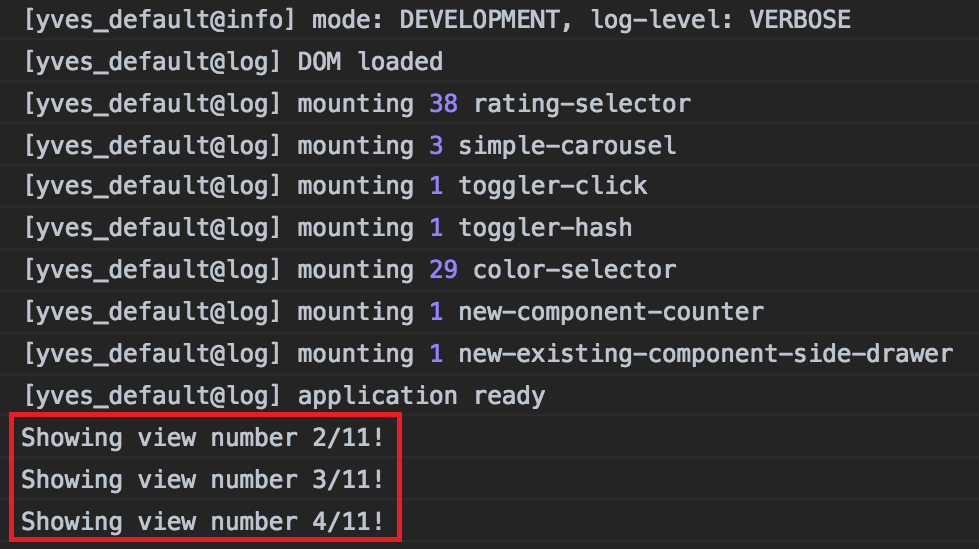 [yves_default@info] mode: DEVELOPMENT, log-level: VERBOSE
[yves_default@log] DOM loaded
[yves_default@log] mounting 38 rating-selector
[yves_default@log] mounting 3 simple-carousel
[yves_default@log] mounting 1 toggler-click
[yves_default@log] mounting 1 toggler-hash
[yves_default@log] mounting 29 color-selector
[yves_default@log] mounting 1 new-component-counter
[yves_default@log] mounting 1 new-existing-component-side-drawer
[yves_default@log] application ready
Showing view number 2/11!
Showing view number 3/11!
Showing view number 4/11!